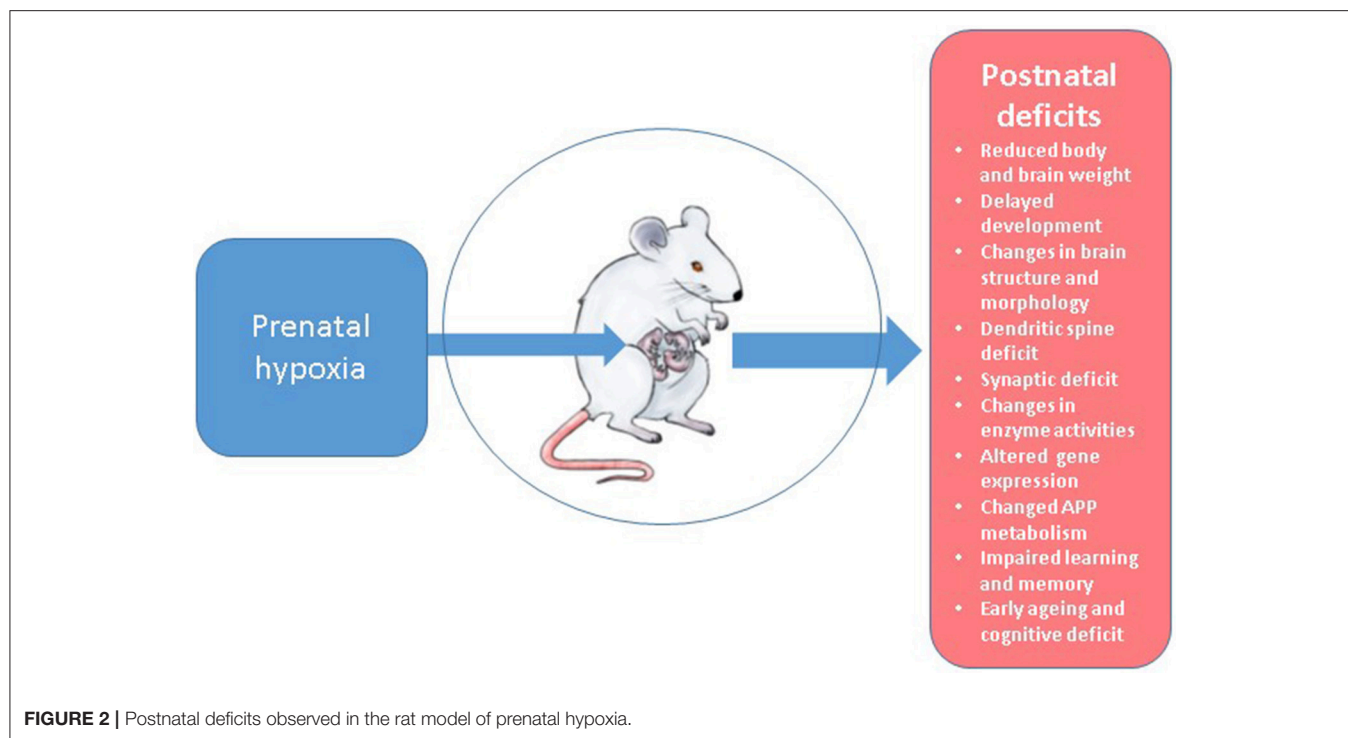 Prenatal
hypoxia
Postnatal
deficits
• Reduced body
and brain weight
• Delayed
development
• Changes in brain
structure and
morphology
• Dendritic spine
deficit
• Synaptic deficit
• Changes in
enzyme activities
• Altered gene
expression
• Changed APP
metabolism
• Impaired learning
and memory
• Early ageing and
cognitive deficit
FIGURE 2 | Postnatal deficits observed in the rat model of prenatal hypoxia.